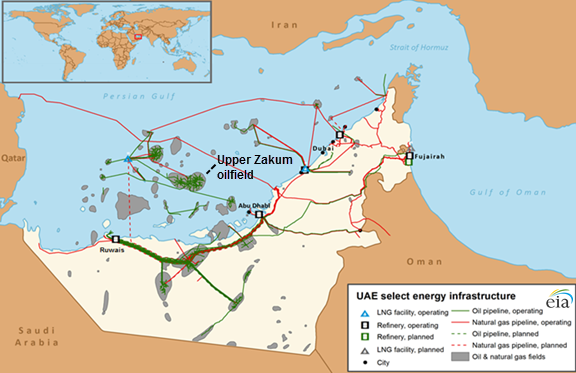 Iran
Strait of Hormuz
Persian Gulf
Qatar
Upper Zakum
oilfield
Dubai
Fujairah
Gulf of Oman
Abu Dhabi
Ruwais
Oman
Saudi
Arabia
UAE select energy infrastructure
eia
LNG facility, operating
Refinery, operating
Refinery, planned
LNG facility, planned
City
Oil pipeline, operating
Natural gas pipeline, operating
Oil pipeline, planned
Natural gas pipeline, planned
Oil & natural gas fields